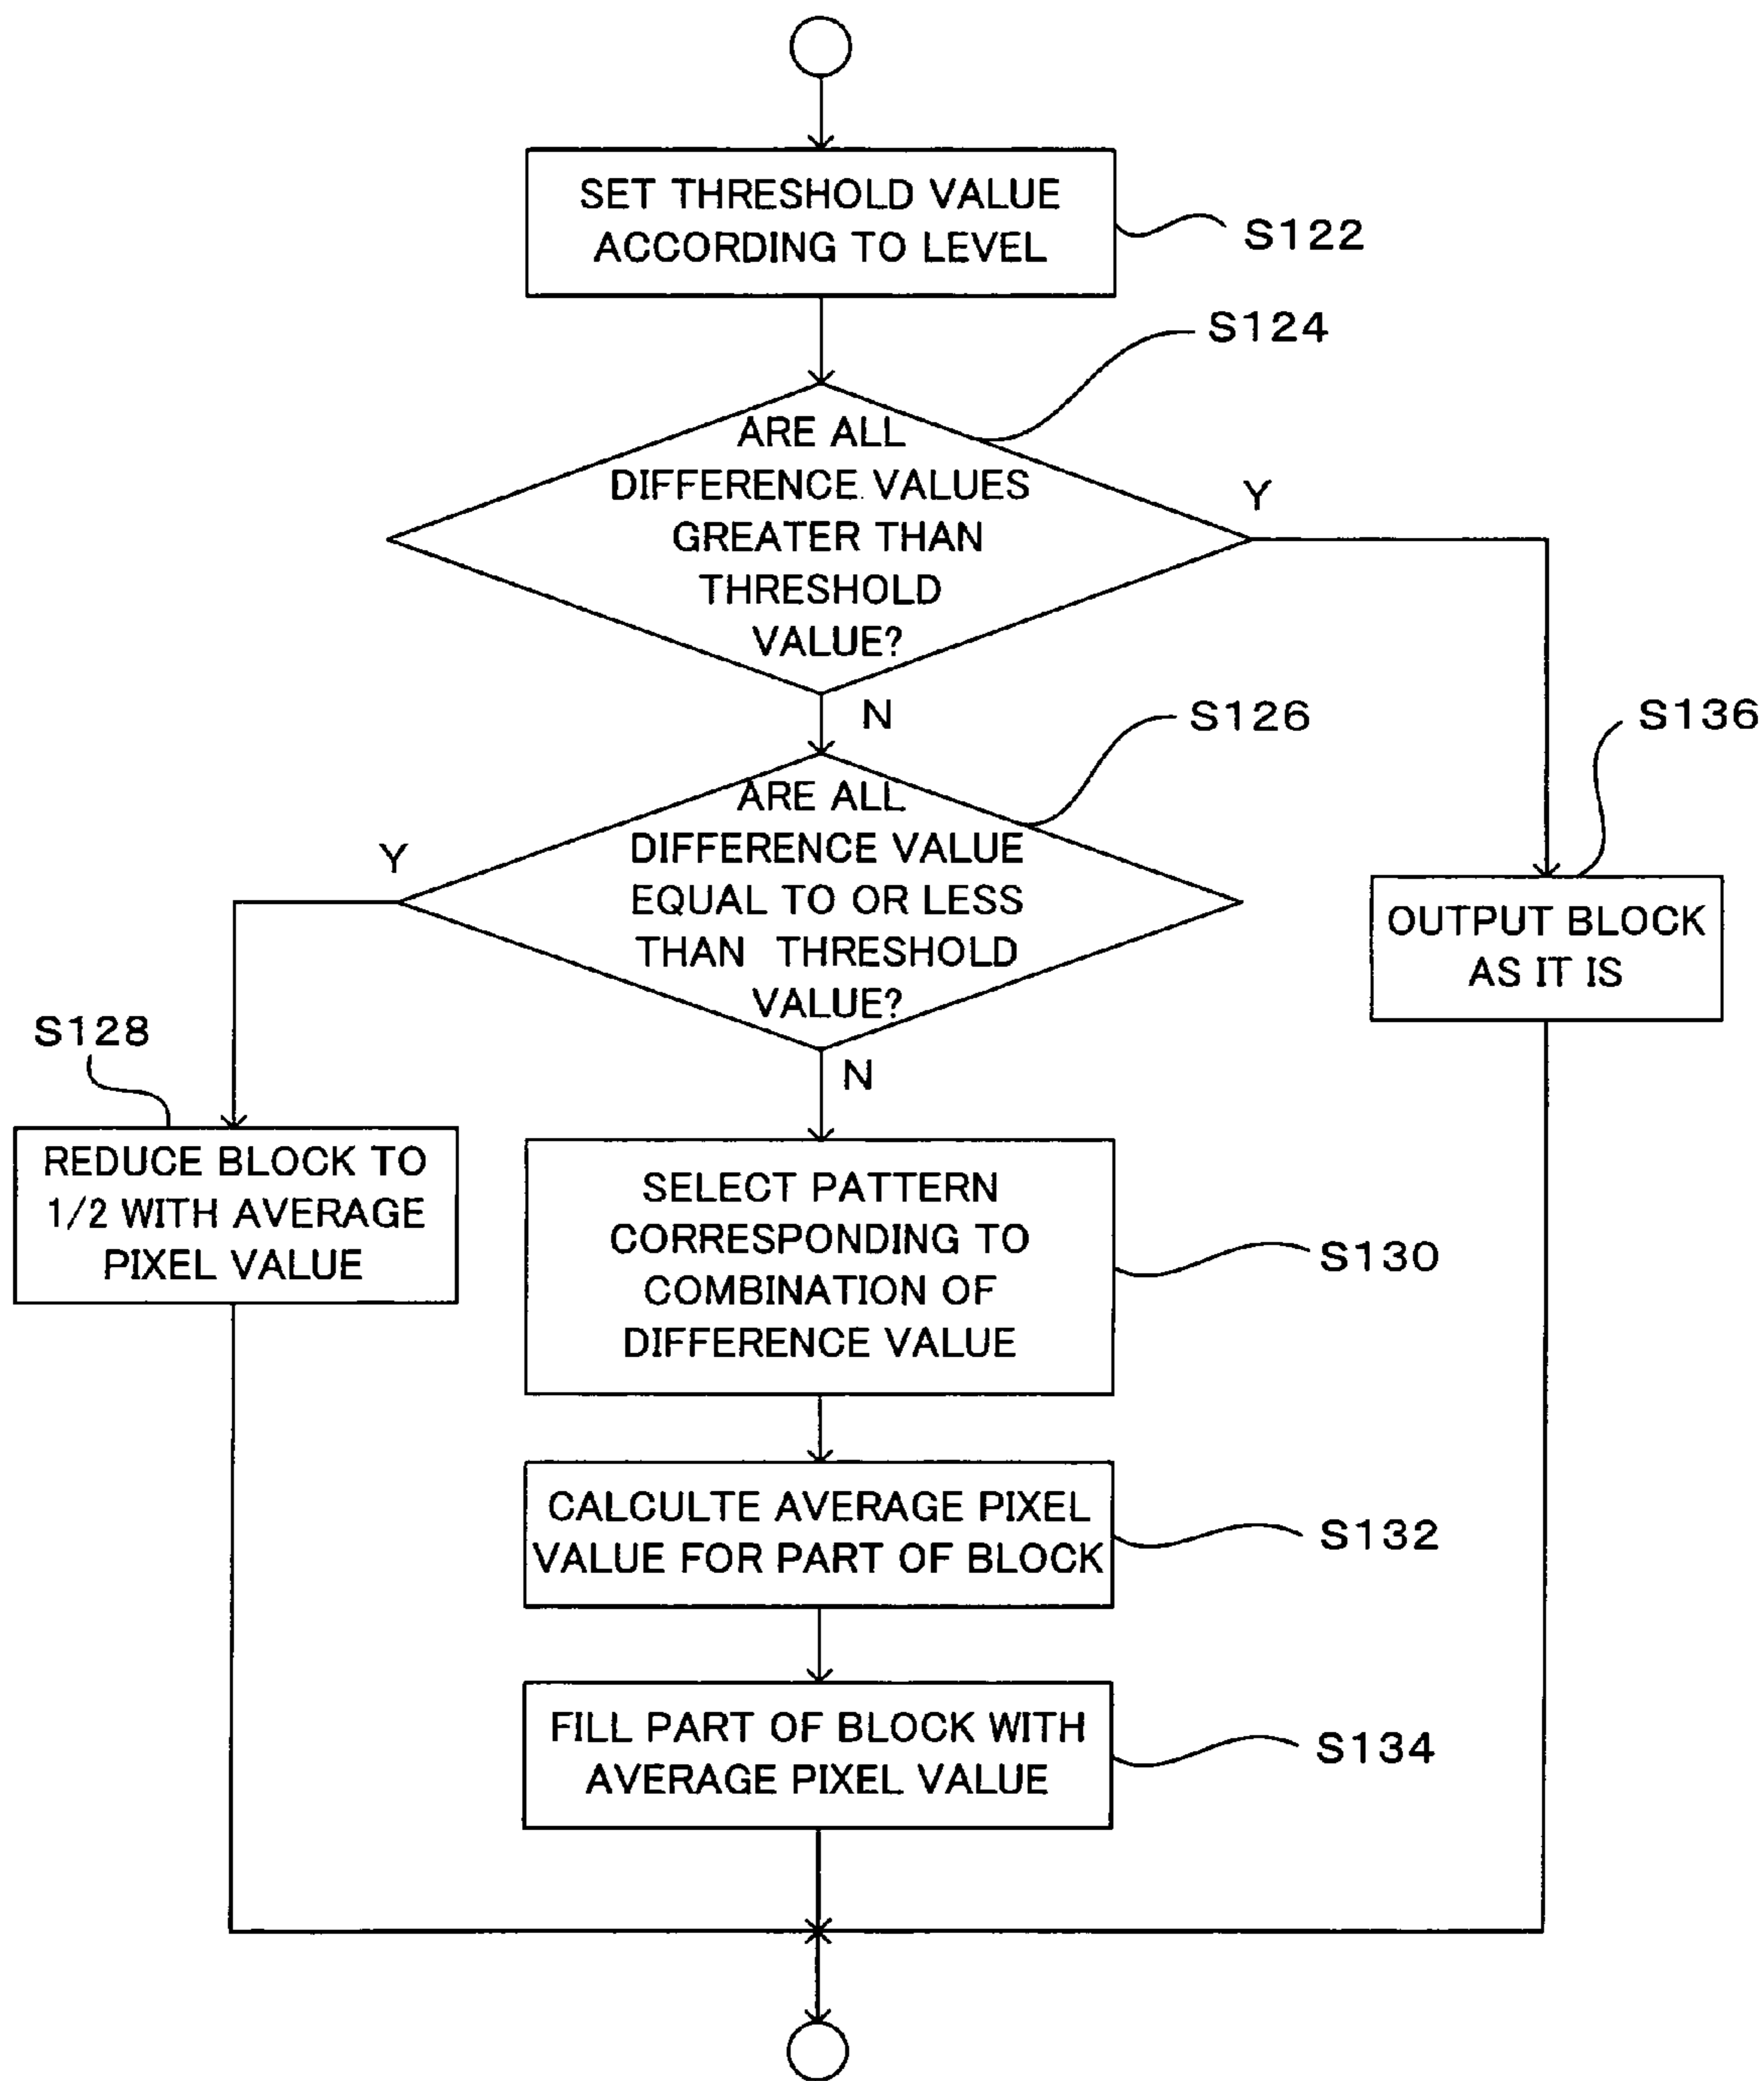 SET THRESHOLD VALUE
ACCORDING TO LEVEL
S122
S124
ARE ALL
DIFFERENCE VALUES
GREATER THAN
THRESHOLD
VALUE?
Y
N
S126
S136
ARE ALL
DIFFERENCE VALUE
EQUAL TO OR LESS
THAN THRESHOLD
VALUE?
Y
N
OUTPUT BLOCK
AS IT IS
S128
REDUCE BLOCK TO
1/2 WITH AVERAGE
PIXEL VALUE
SELECT PATTERN
CORRESPONDING TO
COMBINATION OF
DIFFERENCE VALUE
S130
CALCULTE AVERAGE PIXEL
VALUE FOR PART OF BLOCK
S132
FILL PART OF BLOCK WITH
AVERAGE PIXEL VALUE
S134